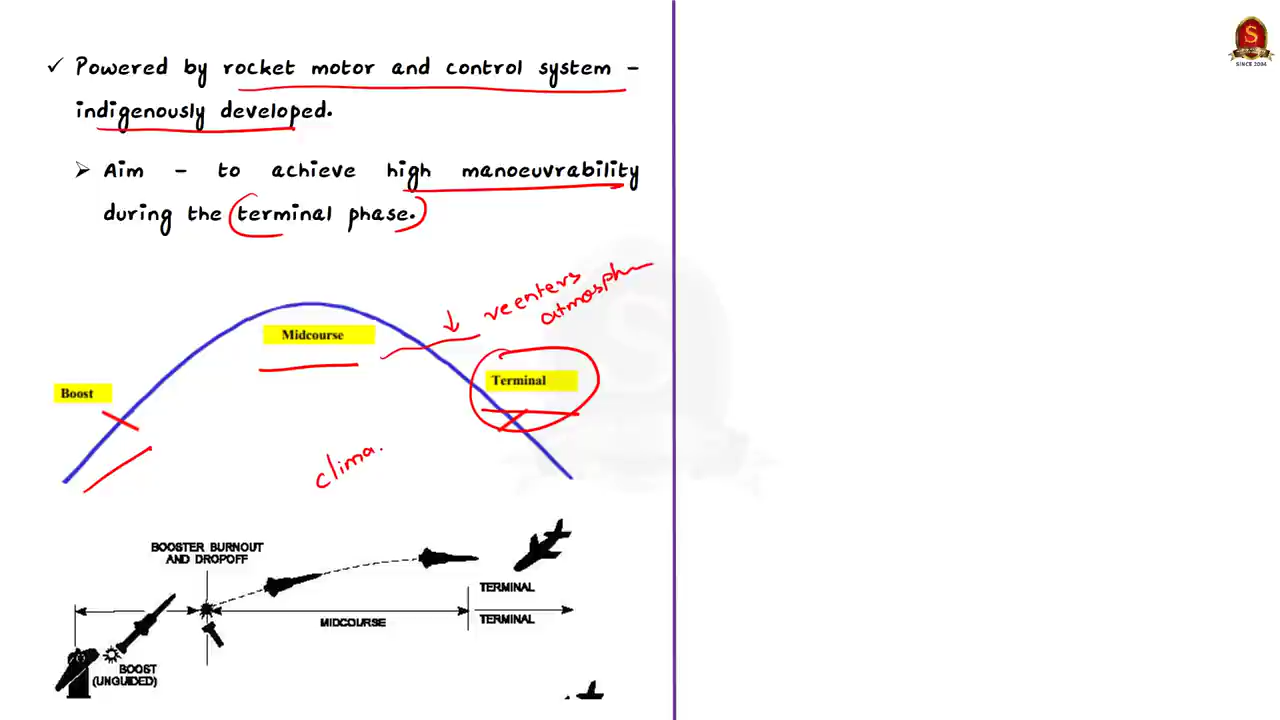 ✓ Powered by rocket motor and control system -
indigenously developed.
➢ Aim - to achieve high manoeuvrability
during the terminal phase.
reenters
atmosph
Midcourse
Terminal
Boost
clima.
BOOSTER BURNOUT
AND DROPOFF
TERMINAL
MIDCOURSE
TERMINAL
BOOST
(UNGUIDED)
S
SINCE 2004